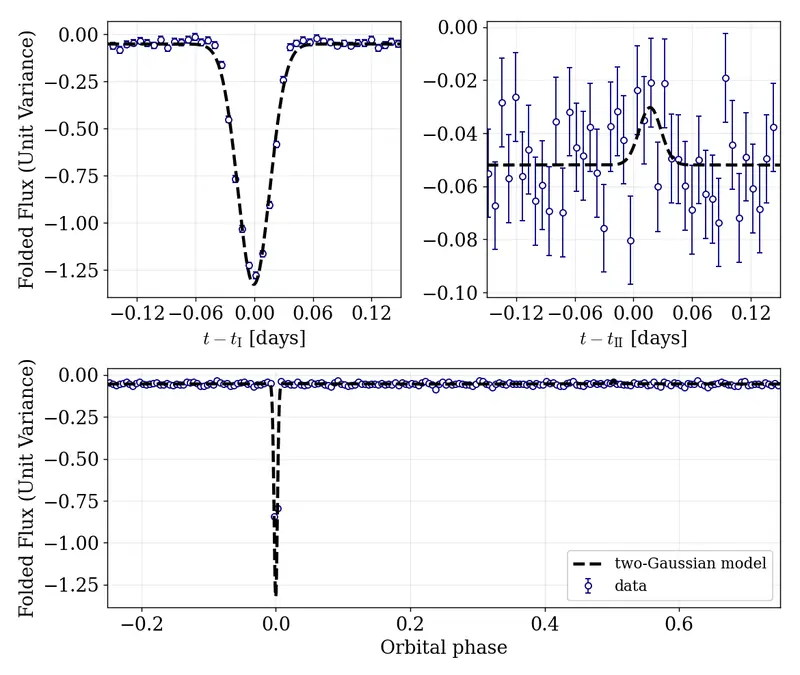 Folded Flux (Unit Variance)
0.00
−0.25
−0.50
−0.75
−1.00
−1.25
−0.12 −0.06 0.00 0.06 0.12
t − tI [days]
0.00
−0.02
−0.04
−0.06
−0.08
−0.10
−0.12 −0.06 0.00 0.06 0.12
t − tII [days]
Folded Flux (Unit Variance)
0.00
−0.25
−0.50
−0.75
−1.00
−1.25
two-Gaussian model
data
−0.2 0.0 0.2 0.4 0.6
Orbital phase